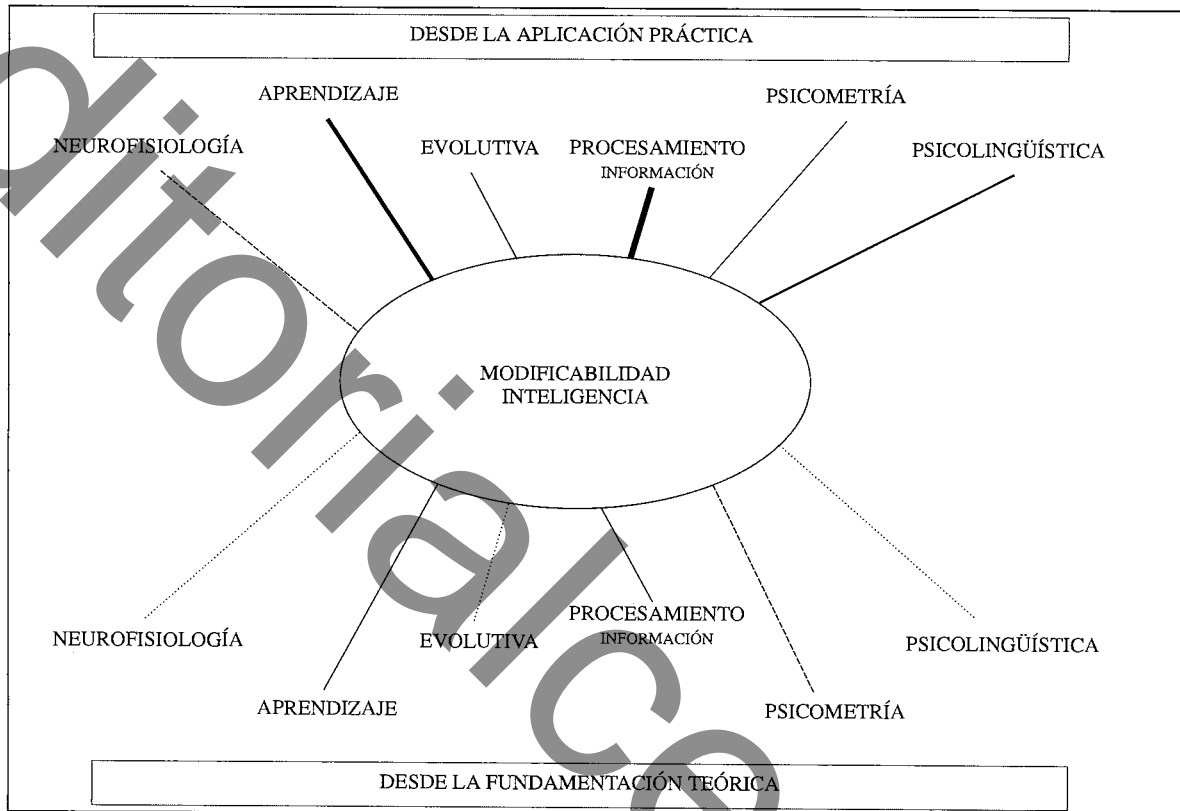 DESDE LA APLICACIÓN PRÁCTICA
APRENDIZAJE
PSICOMETRÍA
NEUROFISIOLOGÍA
EVOLUTIVA
PROCESAMIENTO
INFORMACIÓN
PSICOLINGÜÍSTICA
MODIFICABILIDAD
INTELIGENCIA
NEUROFISIOLOGÍA
EVOLUTIVA
PROCESAMIENTO
INFORMACIÓN
PSICOLINGÜÍSTICA
APRENDIZAJE
PSICOMETRÍA
DESDE LA FUNDAMENTACIÓN TEÓRICA
ditorialce